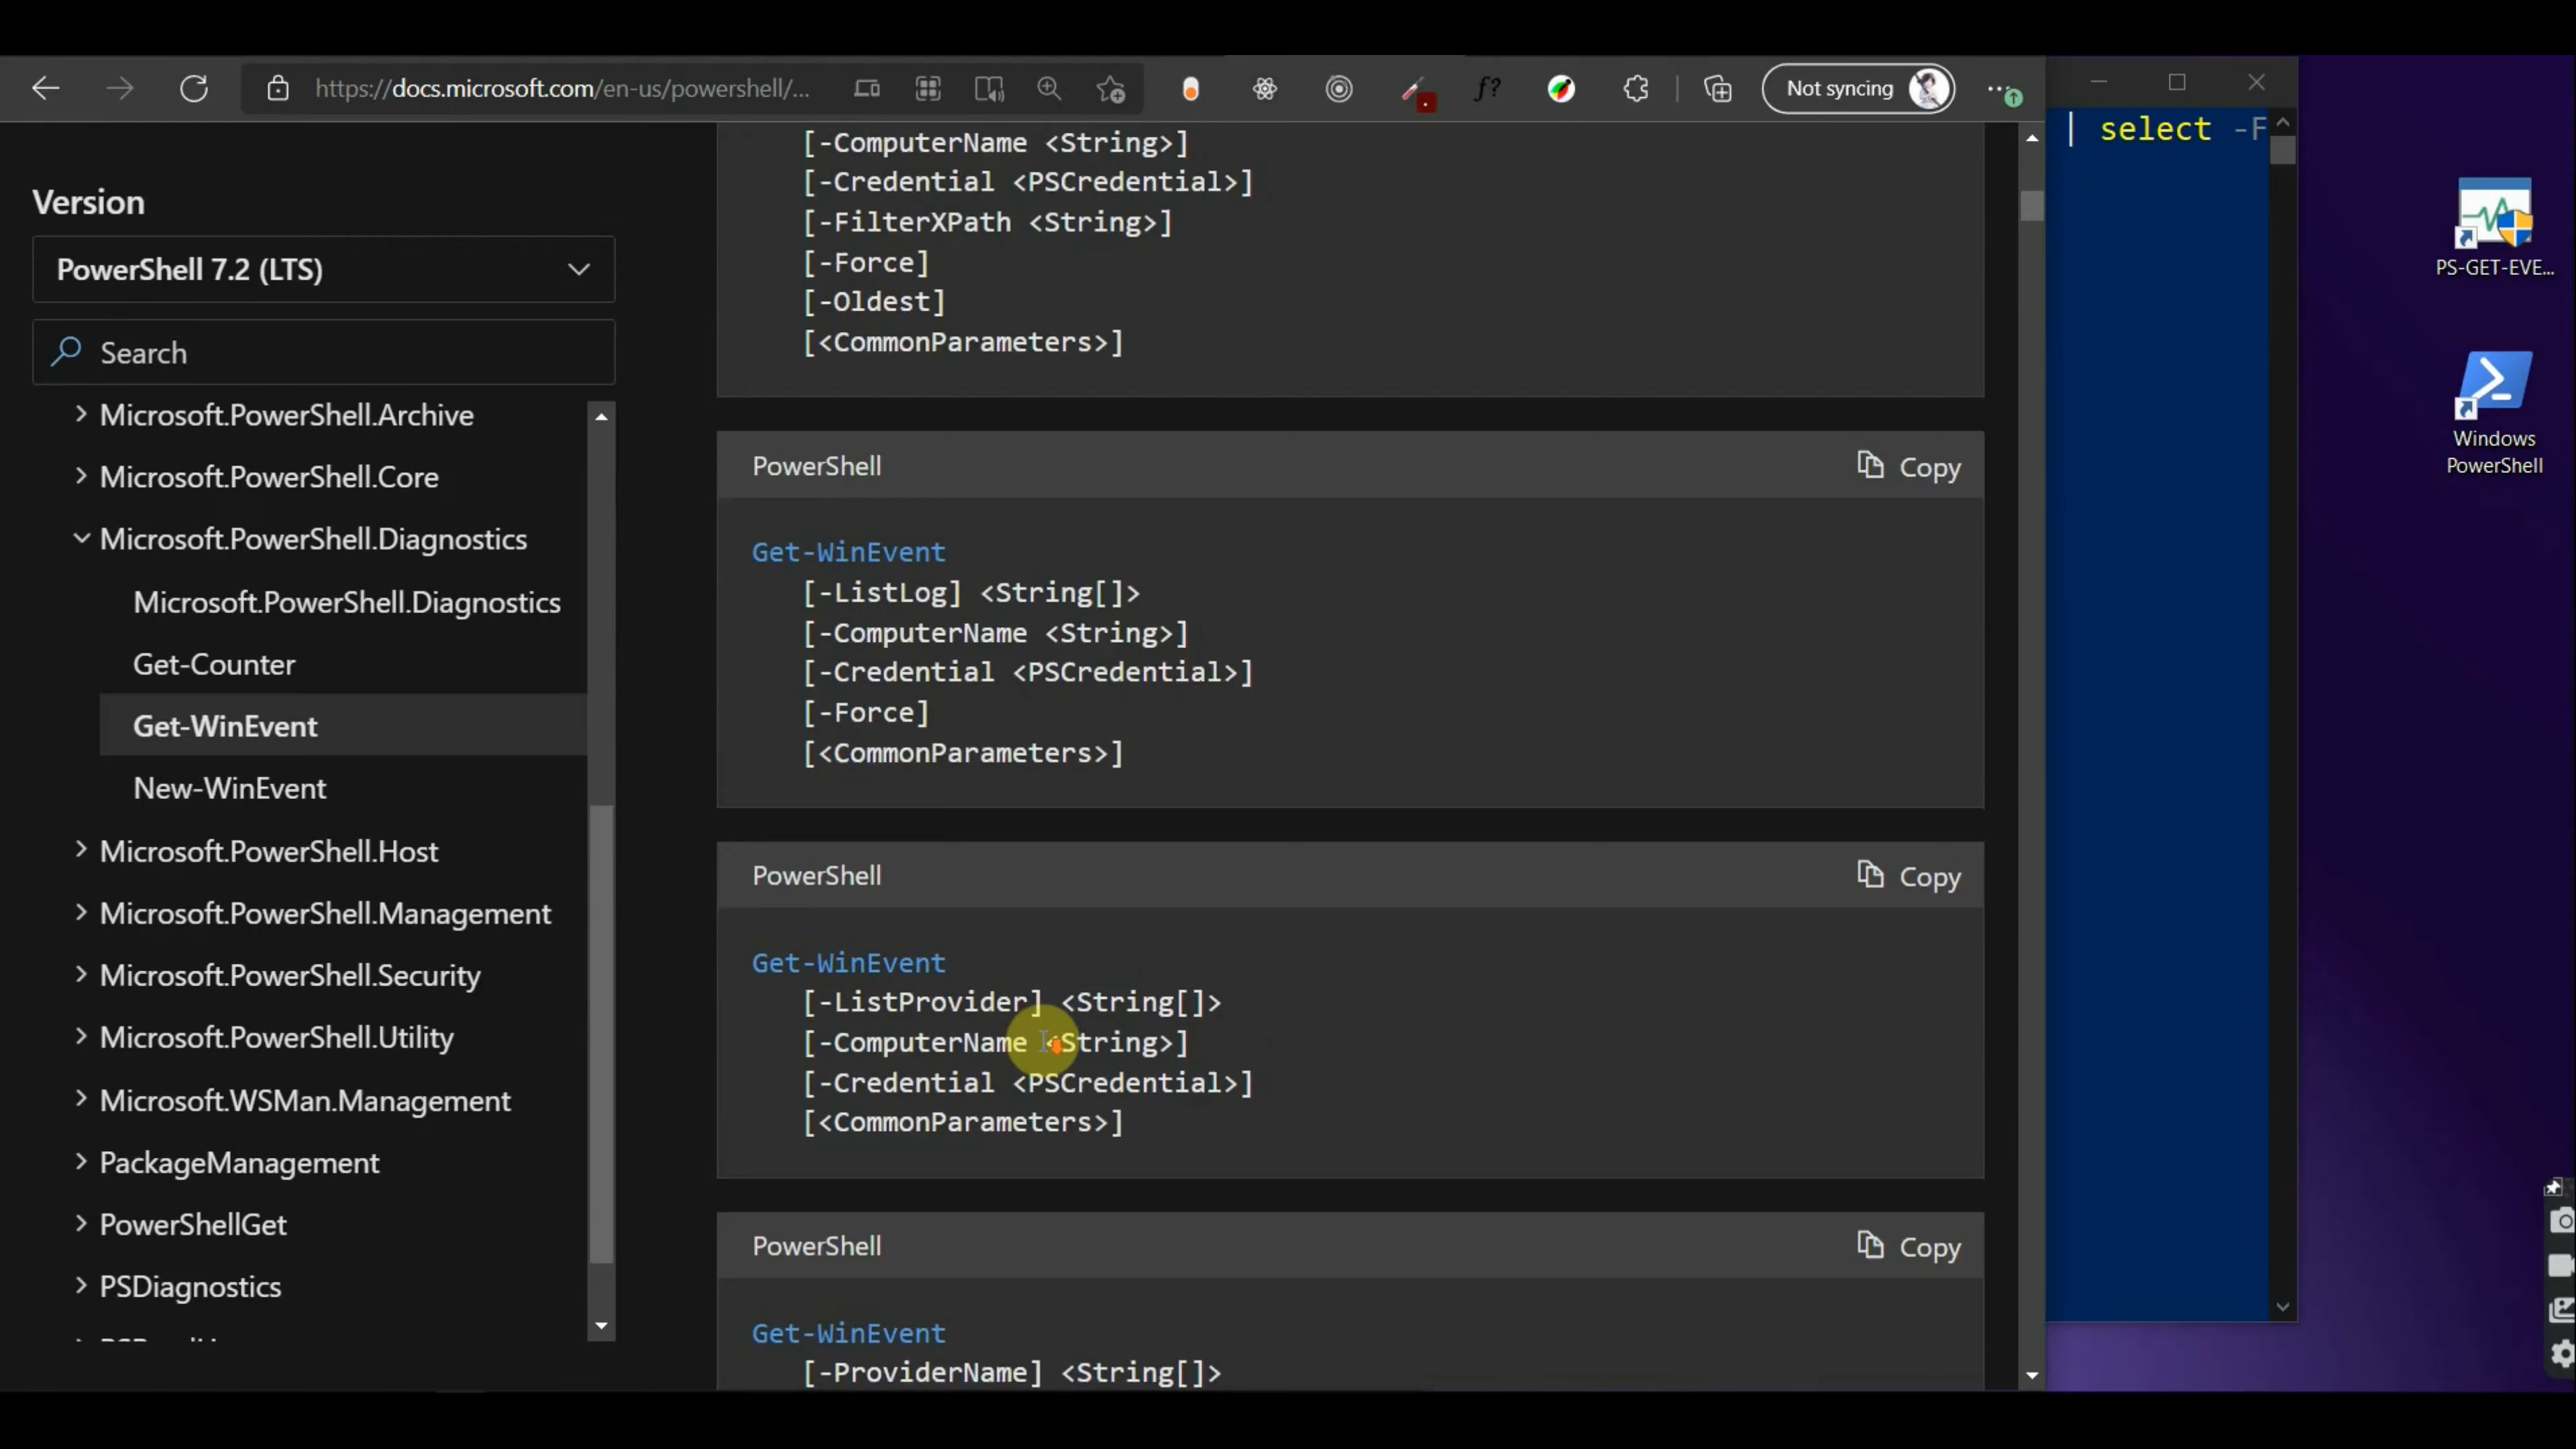 https://docs.microsoft.com/en-us/powershell/...
Not syncing
Version
PowerShell 7.2 (LTS)
Search
Microsoft.PowerShell.Archive
Microsoft.PowerShell.Core
Microsoft.PowerShell.Diagnostics
Microsoft.PowerShell.Diagnostics
Get-Counter
Get-WinEvent
New-WinEvent
Microsoft.PowerShell.Host
Microsoft.PowerShell.Management
Microsoft.PowerShell.Security
Microsoft.PowerShell.Utility
Microsoft.WSMan.Management
PackageManagement
PowerShellGet
PSDiagnostics
[-ComputerName <String>]
[-Credential <PSCredential>]
[-FilterXPath <String>]
[-Force]
[-Oldest]
[<CommonParameters>]
PowerShell
Copy
Get-WinEvent
[-ListLog] <String[]>
[-ComputerName <String>]
[-Credential <PSCredential>]
[-Force]
[<CommonParameters>]
PowerShell
Copy
Get-WinEvent
[-ListProvider] <String[]>
[-ComputerName <String>]
[-Credential <PSCredential>]
[<CommonParameters>]
PowerShell
Copy
Get-WinEvent
[-ProviderName] <String[]>
| select -F
PS-GET-EVE...
Windows
PowerShell